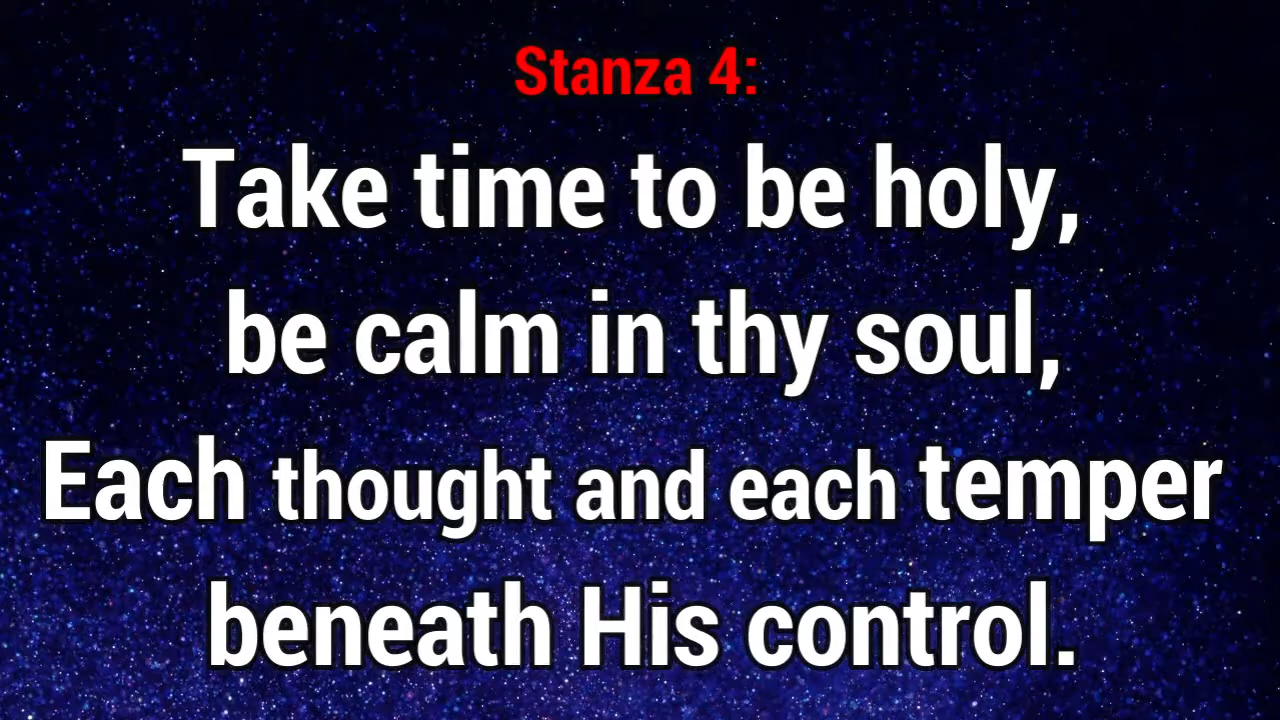 Stanza 4:
Take time to be holy,
be calm in thy soul,
Each thought and each temper
beneath His control.